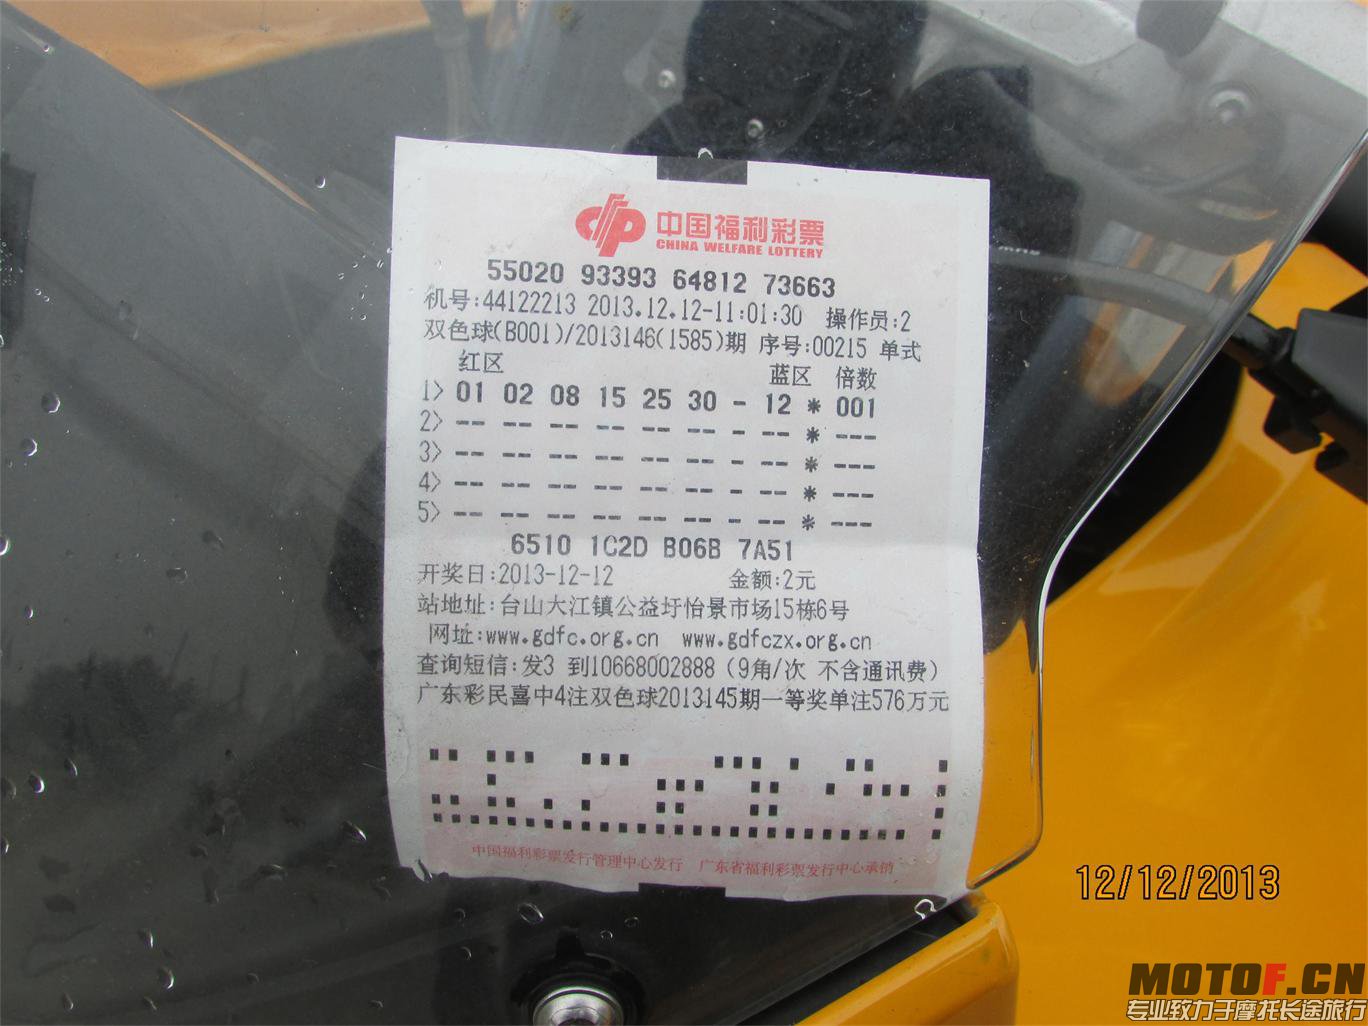 中国福利彩票
CHINA WELFARE LOTTERY
55020 93393 64812 73663
机号:44122213 2013.12.12-11:01:30 操作员:2
双色球(B001)/2013146(1585)期 序号:00215 单式
红区 蓝区 倍数
1> 01 02 08 15 25 30 - 12 * 001
2> -- -- -- -- -- -- - -- * ---
3> -- -- -- -- -- -- - -- * ---
4> -- -- -- -- -- -- - -- * ---
5> -- -- -- -- -- -- - -- * ---
6510 1C2D B06B 7A51
开奖日:2013-12-12 金额:2元
站地址:台山大江镇公益圩怡景市场15栋6号
网址:www.gdfc.org.cn www.gdfczx.org.cn
查询短信:发3 到10668002888(9角/次 不含通讯费)
广东彩民喜中4注双色球2013145期一等奖单注576万元
中国福利彩票发行管理中心发行 广东省福利彩票发行中心承销
12/12/2013
MOTOF.CN
专业致力于摩托长途旅行